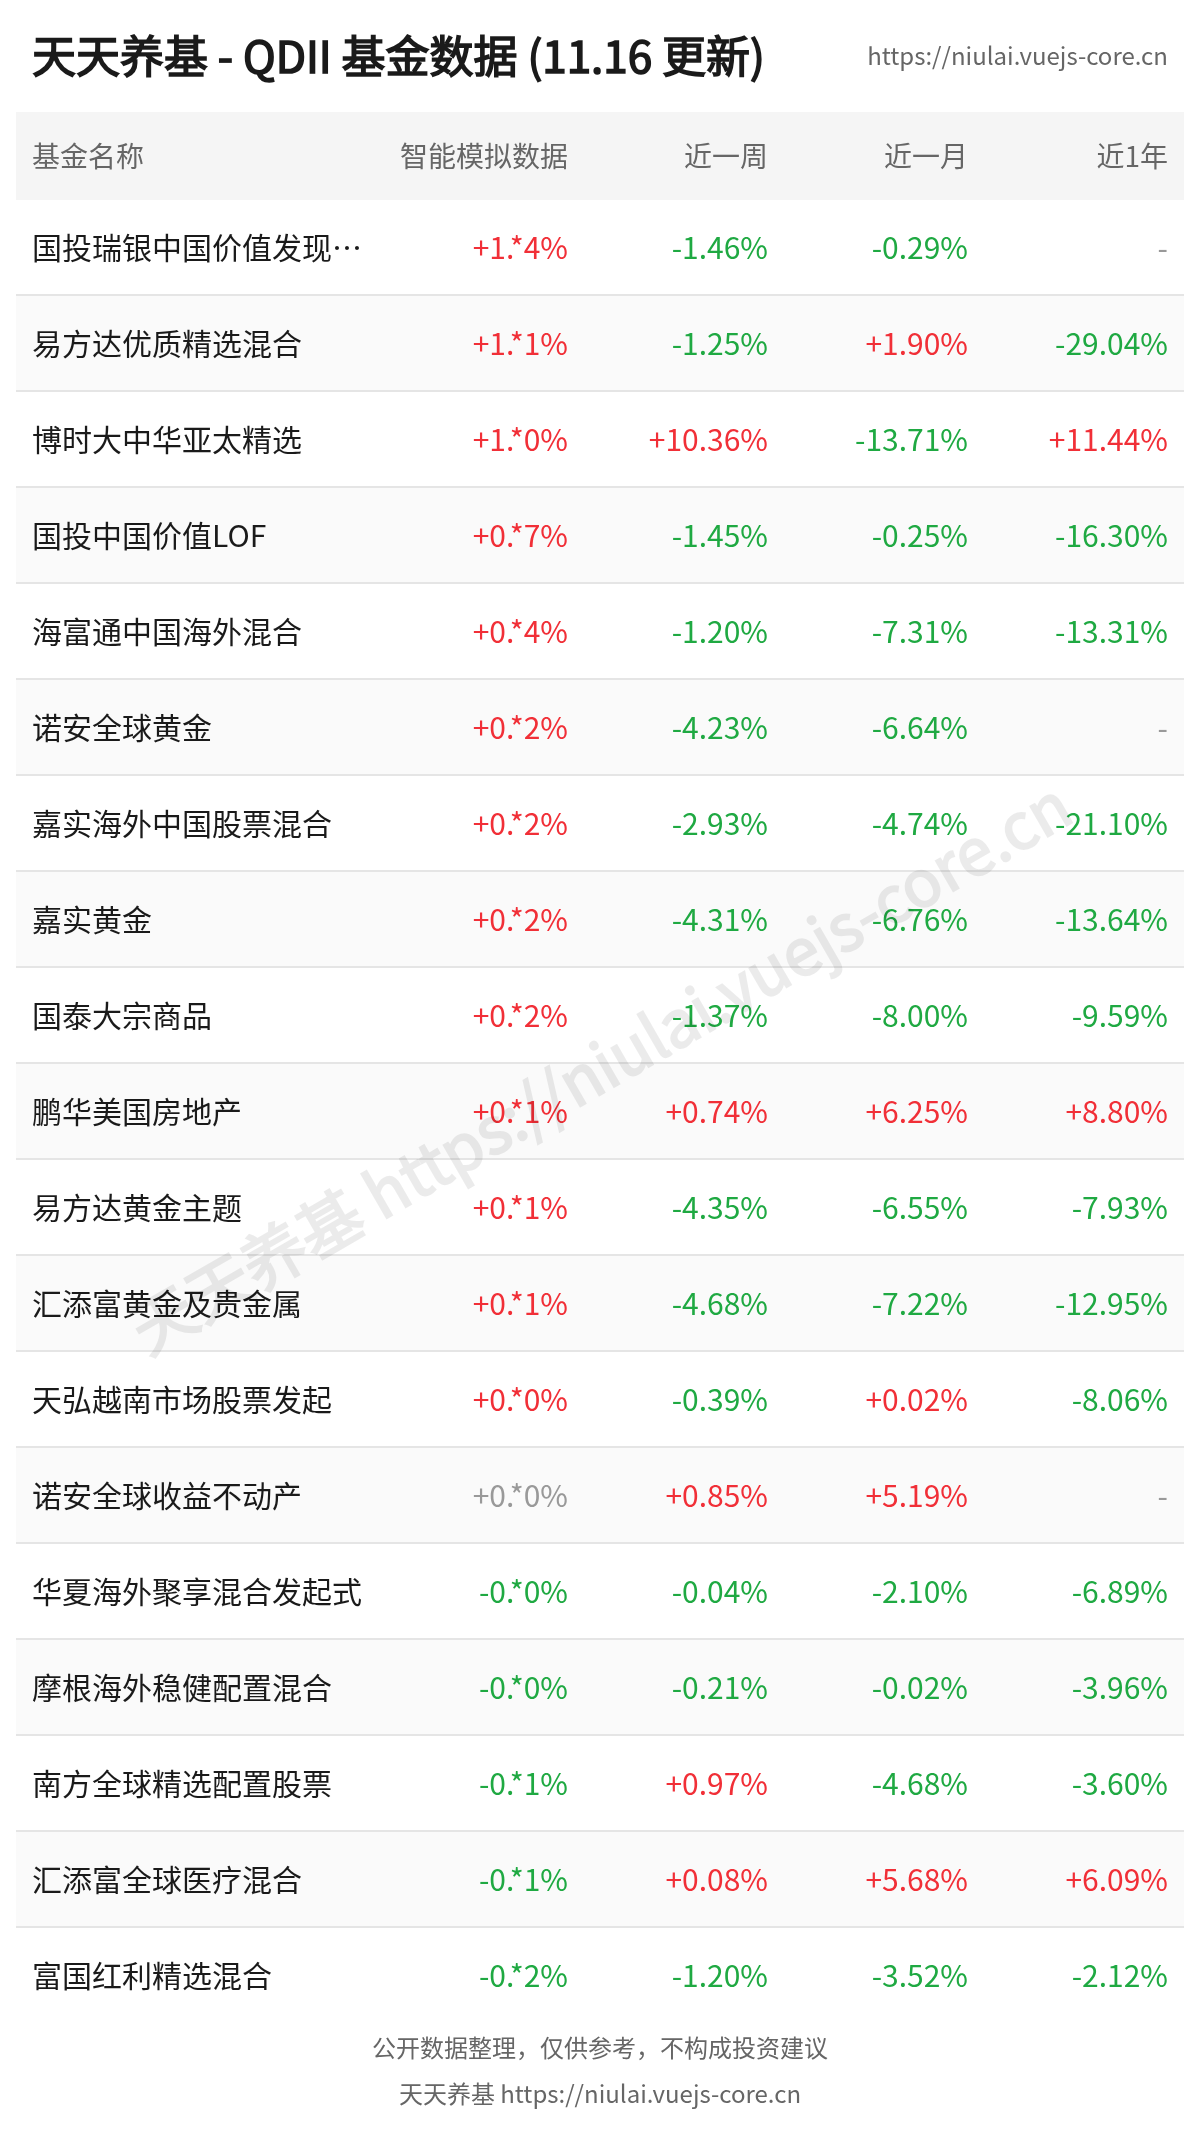 天天养基 - QDII 基金数据 (11.16 更新) https://niulai.vuejs-core.cn
基金名称 智能模拟数据 近一周 近一月 近1年
国投瑞银中国价值发现… +1.*4% -1.46% -0.29% -
易方达优质精选混合 +1.*1% -1.25% +1.90% -29.04%
博时大中华亚太精选 +1.*0% +10.36% -13.71% +11.44%
国投中国价值LOF +0.*7% -1.45% -0.25% -16.30%
海富通中国海外混合 +0.*4% -1.20% -7.31% -13.31%
诺安全球黄金 +0.*2% -4.23% -6.64% -
嘉实海外中国股票混合 +0.*2% -2.93% -4.74% -21.10%
嘉实黄金 +0.*2% -4.31% -6.76% -13.64%
国泰大宗商品 +0.*2% -1.37% -8.00% -9.59%
鹏华美国房地产 +0.*1% +0.74% +6.25% +8.80%
易方达黄金主题 +0.*1% -4.35% -6.55% -7.93%
汇添富黄金及贵金属 +0.*1% -4.68% -7.22% -12.95%
天弘越南市场股票发起 +0.*0% -0.39% +0.02% -8.06%
诺安全球收益不动产 +0.*0% +0.85% +5.19% -
华夏海外聚享混合发起式 -0.*0% -0.04% -2.10% -6.89%
摩根海外稳健配置混合 -0.*0% -0.21% -0.02% -3.96%
南方全球精选配置股票 -0.*1% +0.97% -4.68% -3.60%
汇添富全球医疗混合 -0.*1% +0.08% +5.68% +6.09%
富国红利精选混合 -0.*2% -1.20% -3.52% -2.12%
天天养基 https://niulai.vuejs-core.cn
公开数据整理，仅供参考，不构成投资建议
天天养基 https://niulai.vuejs-core.cn